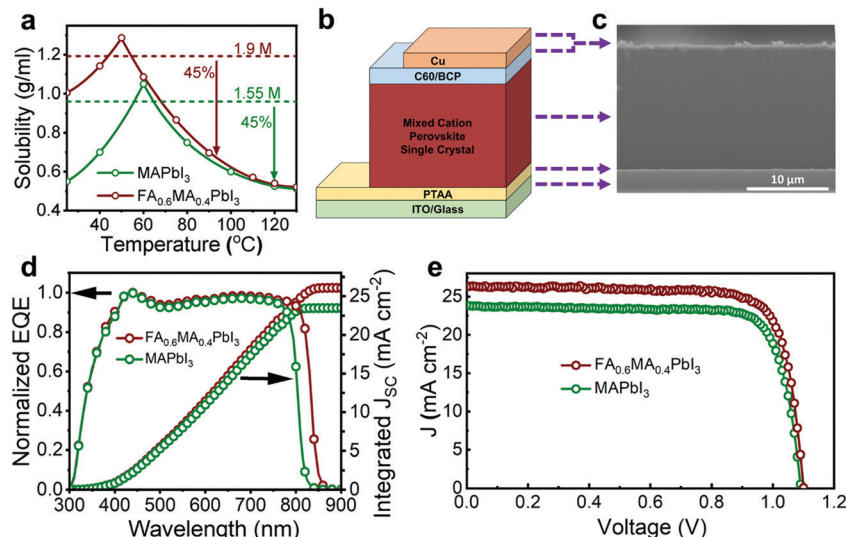 a
Solubility (g/ml)
1.2
1.0
0.8
0.6
0.4
1.9 M
45%
1.55 M
45%
MAPbI₃
FA₀.₆MA₀.₄PbI₃
40 60 80 100 120
Temperature (°C)
b
Cu
C60/BCP
Mixed Cation
Perovskite
Single Crystal
PTAA
ITO/Glass
c
10 µm
d
Normalized EQE
1.0
0.8
0.6
0.4
0.2
0.0
FA₀.₆MA₀.₄PbI₃
MAPbI₃
300 400 500 600 700 800 900
Wavelength (nm)
25
20
15
10
5
0
Integrated J_SC (mA cm⁻²)
e
J (mA cm⁻²)
25
20
15
10
5
0
FA₀.₆MA₀.₄PbI₃
MAPbI₃
0.0 0.2 0.4 0.6 0.8 1.0 1.2
Voltage (V)